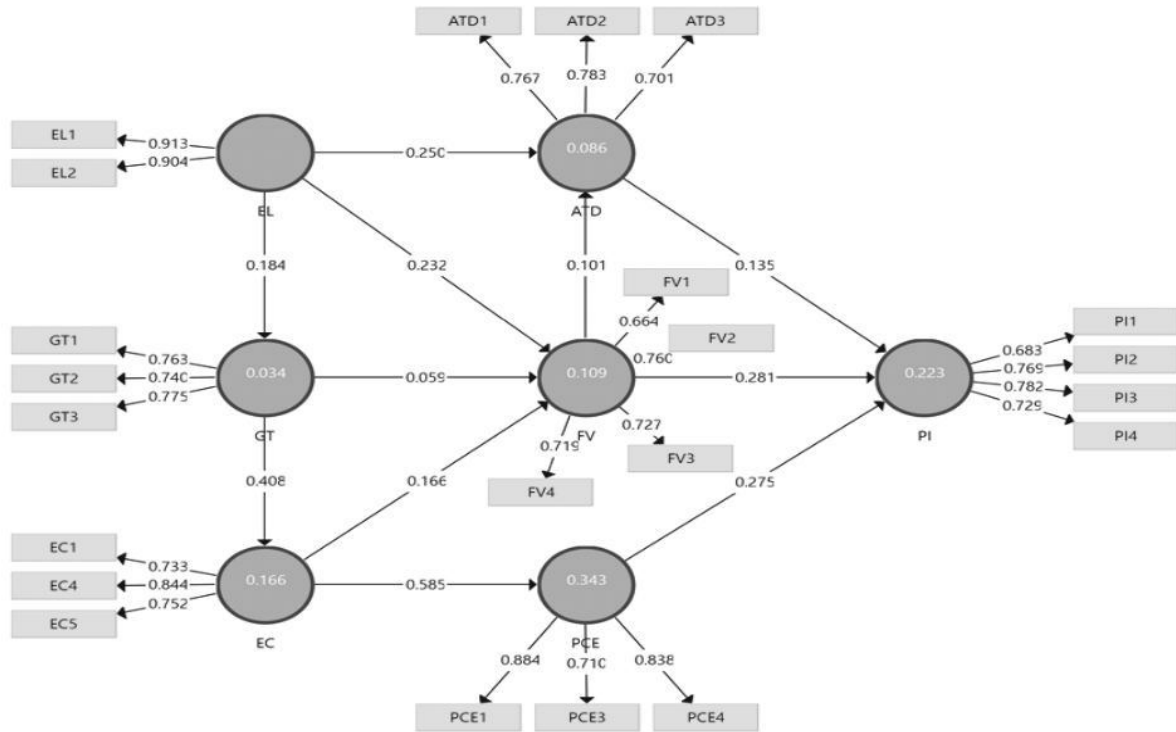 ATD1 ATD2 ATD3
0.767 0.783 0.701
EL1
EL2
0.913
0.904
0.250
0.086
EL
ATD
0.184
0.232
0.101
0.135
FV1
0.664
FV2
0.760
GT1
GT2
GT3
0.763
0.740
0.775
0.034
0.059
0.109
0.281
0.223
GT
FV
PI
0.683
0.769
0.782
0.729
PI1
PI2
PI3
PI4
0.719
0.727
FV3
FV4
0.408
0.166
0.275
EC1
EC4
EC5
0.733
0.844
0.752
0.166
0.585
0.343
EC
PCE
0.884 0.710 0.838
PCE1 PCE3 PCE4